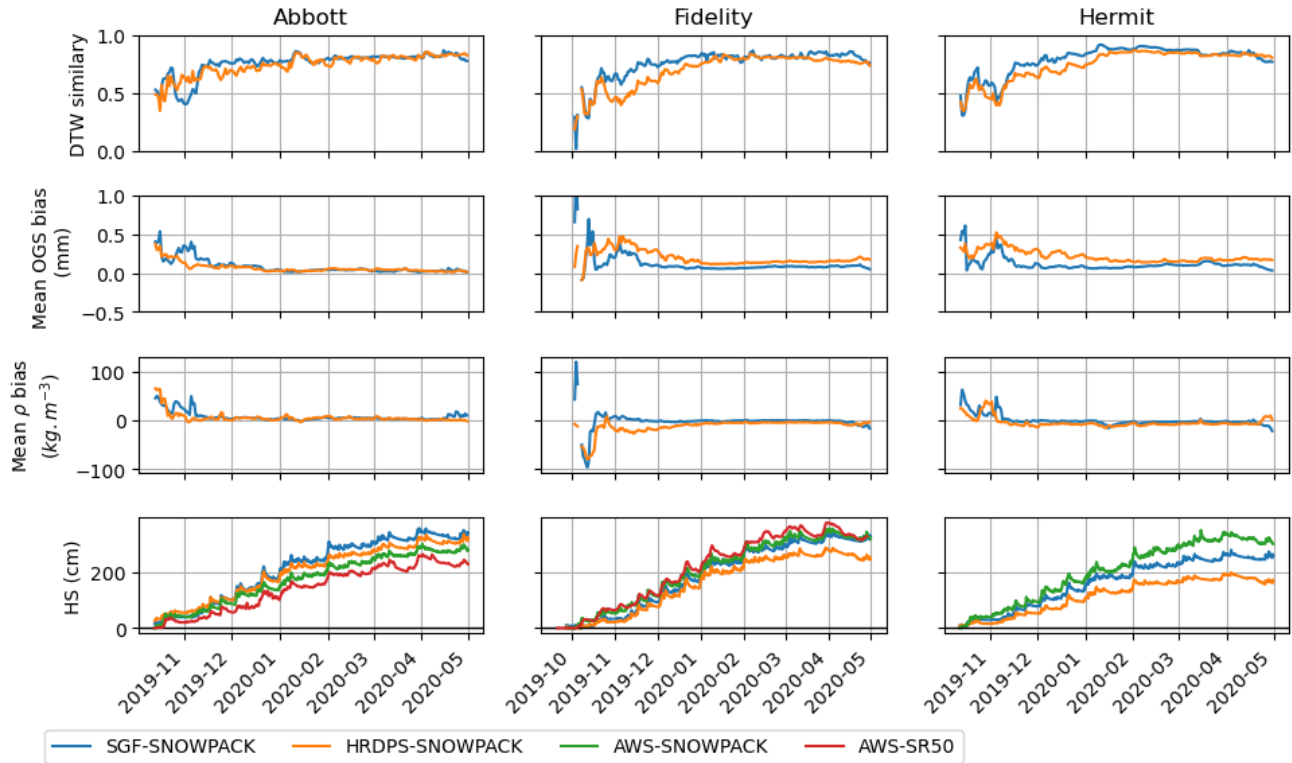 Abbott
Fidelity
Hermit
DTW similary
1.0
0.5
0.0
Mean OGS bias
(mm)
1.0
0.5
0.0
−0.5
Mean ρ bias
(kg.m⁻³)
100
0
−100
HS (cm)
200
0
2019-11
2019-12
2020-01
2020-02
2020-03
2020-04
2020-05
2019-10
2019-11
2019-12
2020-01
2020-02
2020-03
2020-04
2020-05
2019-11
2019-12
2020-01
2020-02
2020-03
2020-04
2020-05
SGF-SNOWPACK
HRDPS-SNOWPACK
AWS-SNOWPACK
AWS-SR50